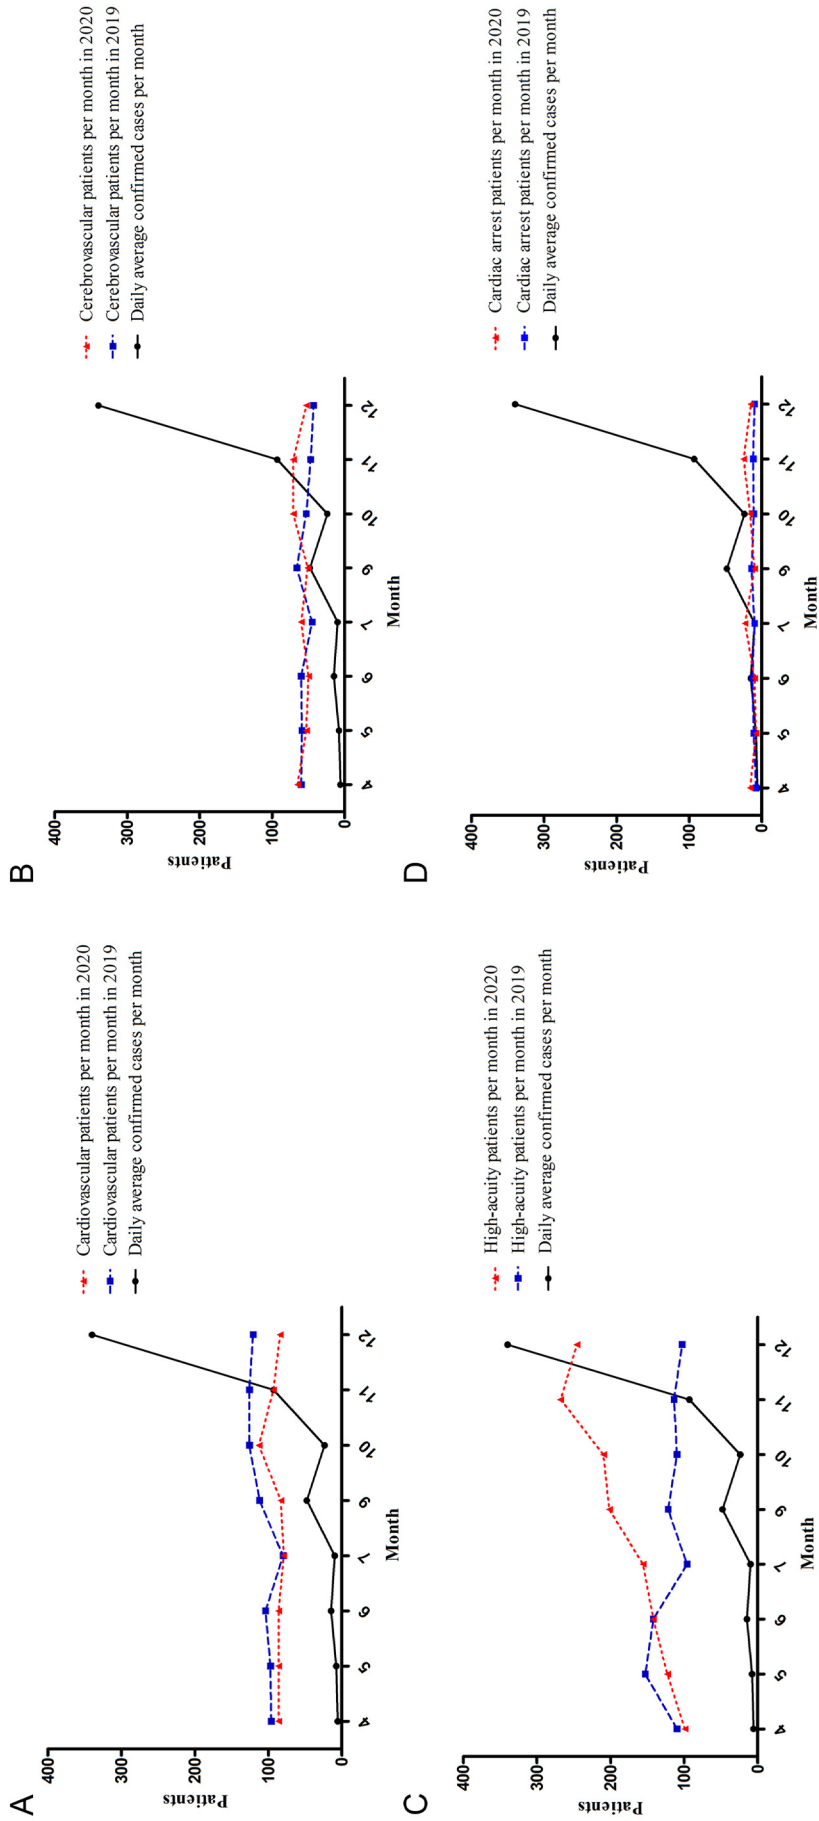 A
Cardiovascular patients per month in 2020
Cardiovascular patients per month in 2019
Daily average confirmed cases per month
400
300
200
100
0
Patients
4
5
6
7
9
10
11
12
Month
B
Cerebrovascular patients per month in 2020
Cerebrovascular patients per month in 2019
Daily average confirmed cases per month
400
300
200
100
0
Patients
4
5
6
7
9
10
11
12
Month
C
High-acuity patients per month in 2020
High-acuity patients per month in 2019
Daily average confirmed cases per month
400
300
200
100
0
Patients
4
5
6
7
9
10
11
12
Month
D
Cardiac arrest patients per month in 2020
Cardiac arrest patients per month in 2019
Daily average confirmed cases per month
400
300
200
100
0
Patients
4
5
6
7
9
10
11
12
Month